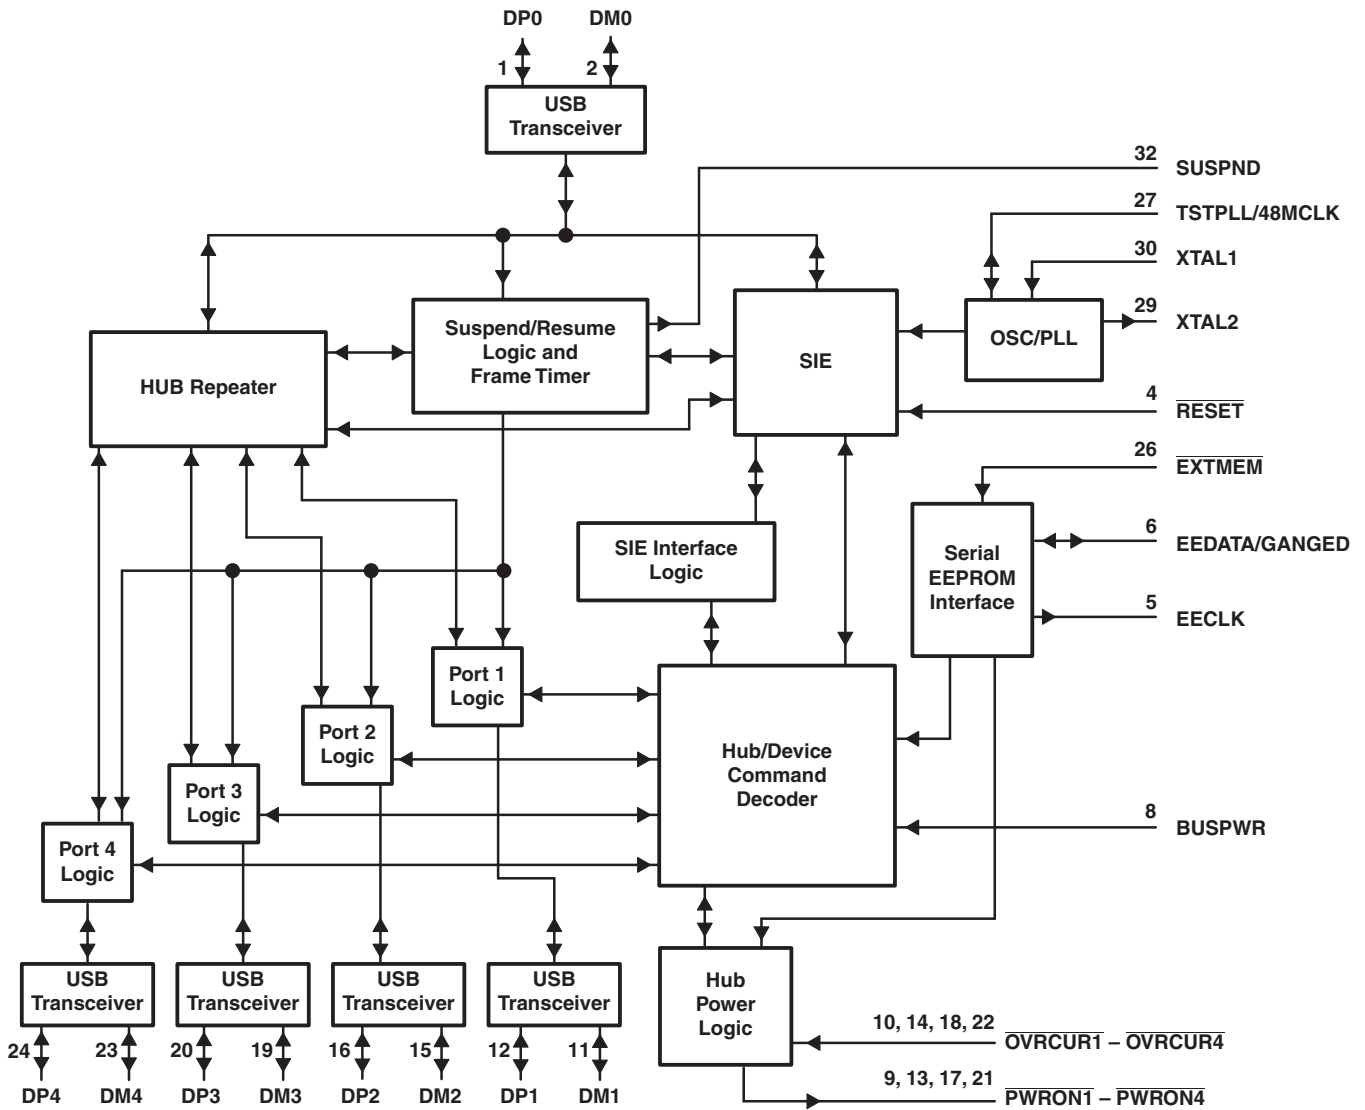 DP0 DM0
1 2
USB
Transceiver
32 SUSPND
27 TSTPLL/48MCLK
30 XTAL1
29 XTAL2
Suspend/Resume
Logic and
Frame Timer
SIE
OSC/PLL
HUB Repeater
4 RESET
26 EXTMEM
6 EEDATA/GANGED
5 EECLK
SIE Interface
Logic
Serial
EEPROM
Interface
Port 1
Logic
Port 2
Logic
Port 3
Logic
Port 4
Logic
Hub/Device
Command
Decoder
8 BUSPWR
USB
Transceiver
USB
Transceiver
USB
Transceiver
USB
Transceiver
Hub
Power
Logic
24 23 20 19 16 15 12 11
DP4 DM4 DP3 DM3 DP2 DM2 DP1 DM1
10, 14, 18, 22 OVRCUR1 – OVRCUR4
9, 13, 17, 21 PWRON1 – PWRON4